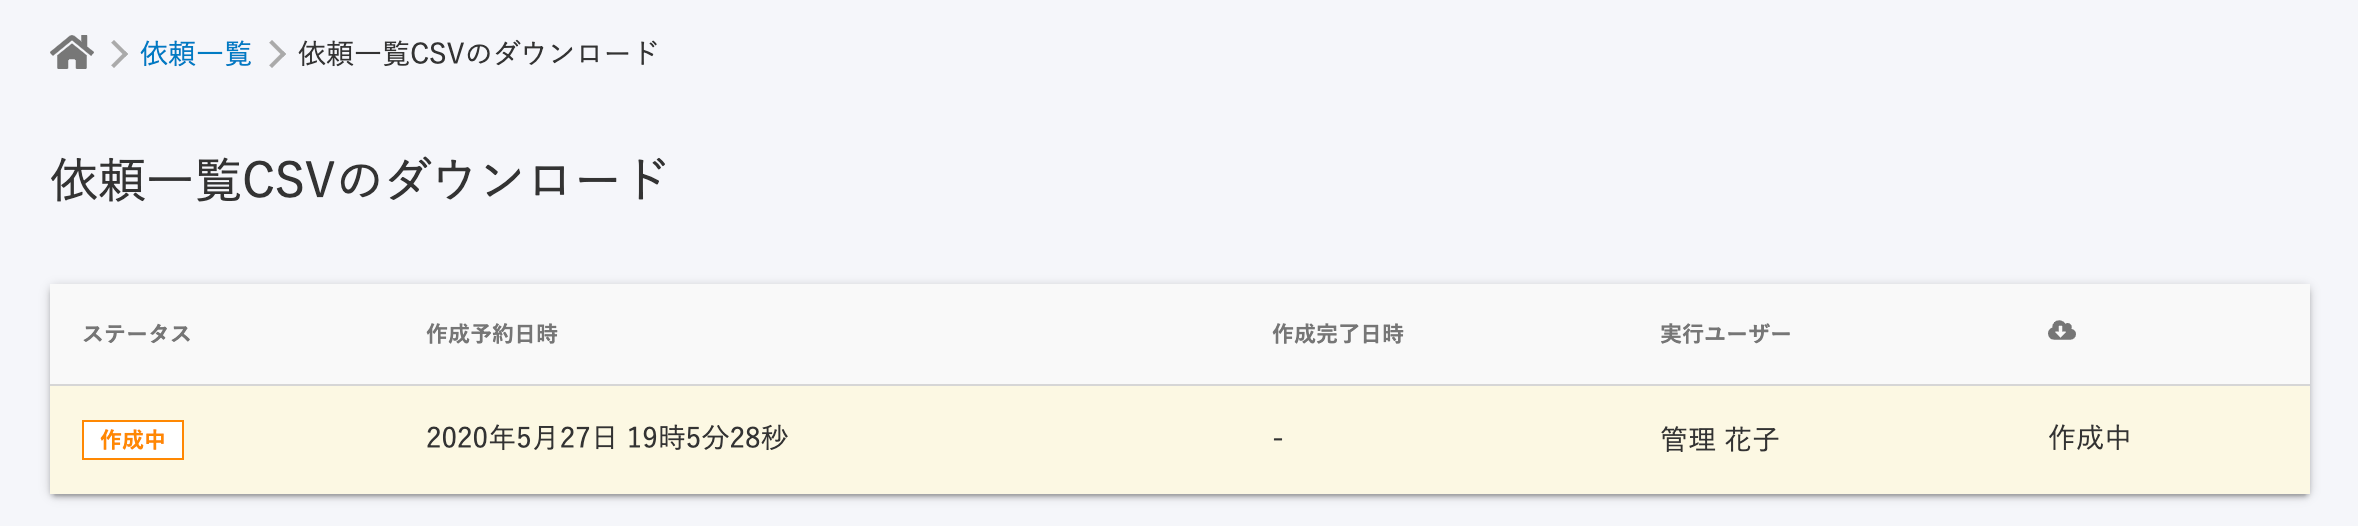 依頼一覧 依頼一覧CSVのダウンロード
依頼一覧CSVのダウンロード
ステータス 作成予約日時 作成完了日時 実行ユーザー
作成中 2020年5月27日 19時5分28秒 - 管理 花子 作成中